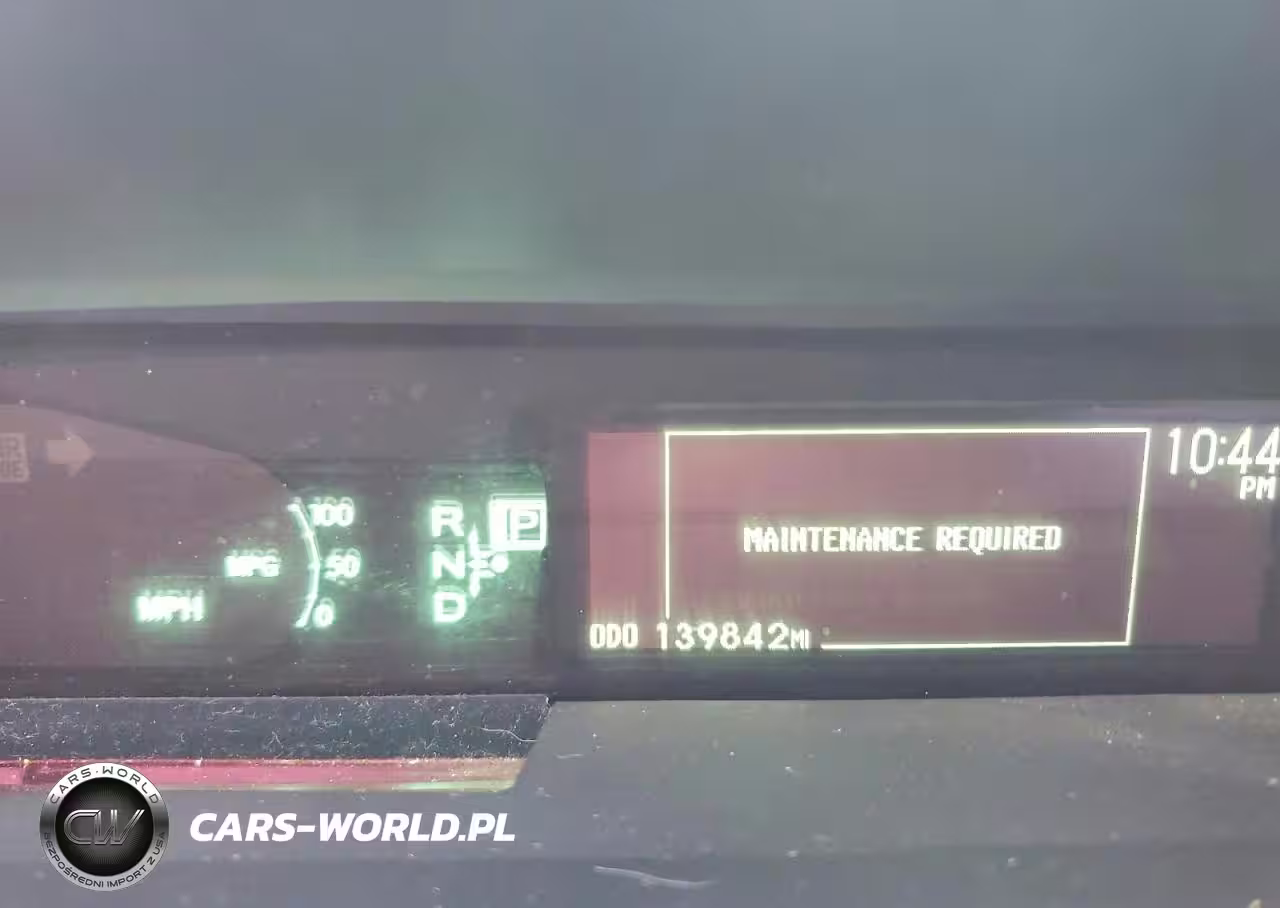 10:44
PM
100
R P
MPG 50
N
MAINTENANCE REQUIRED
MPH 0
D
ODO 139842MI
CARS-WORLD
CW
BEZPOŚREDNI IMPORT Z USA
CARS-WORLD.PL